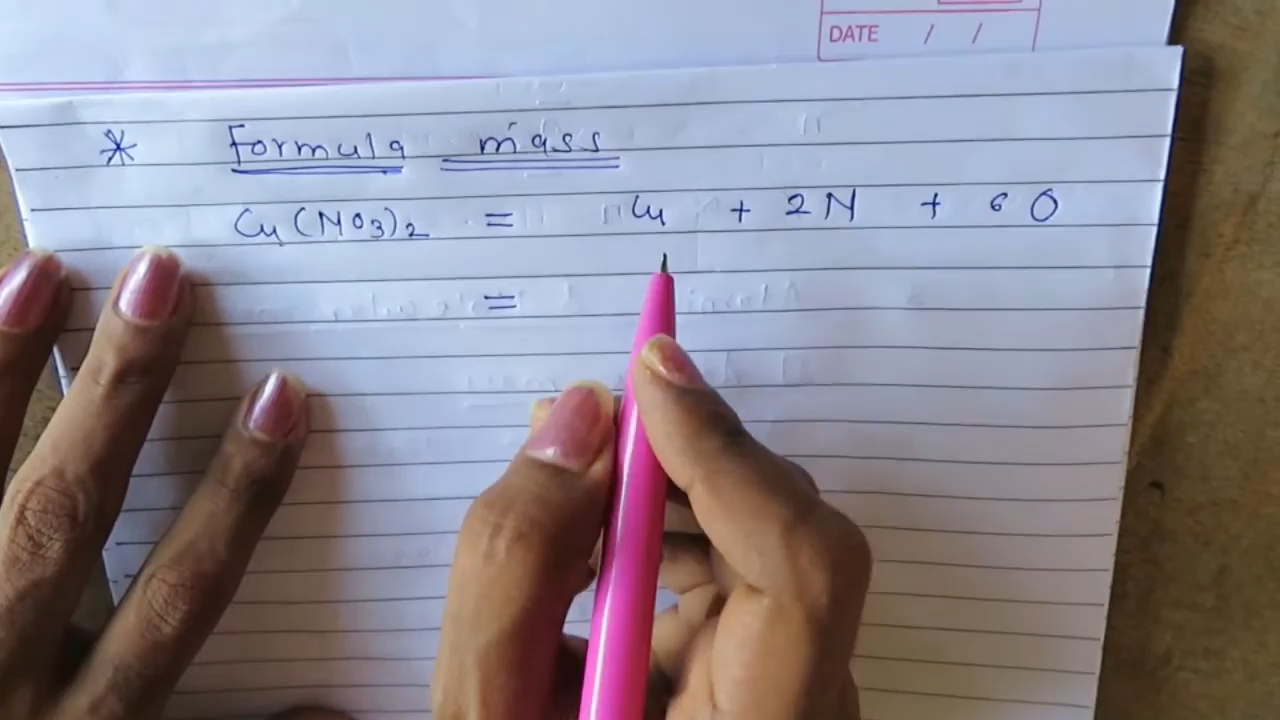 DATE / /
* Formula mass
Cu(NO3)2 = Cu + 2N + 6O
=